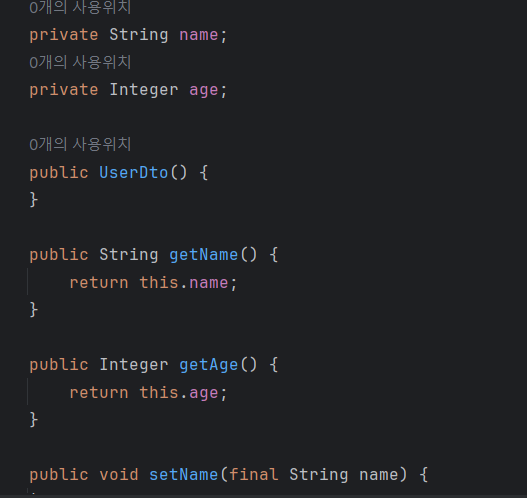 0개의 사용위치
private String name;
0개의 사용위치
private Integer age;
0개의 사용위치
public UserDto() {
}
public String getName() {
return this.name;
}
public Integer getAge() {
return this.age;
}
public void setName(final String name) {